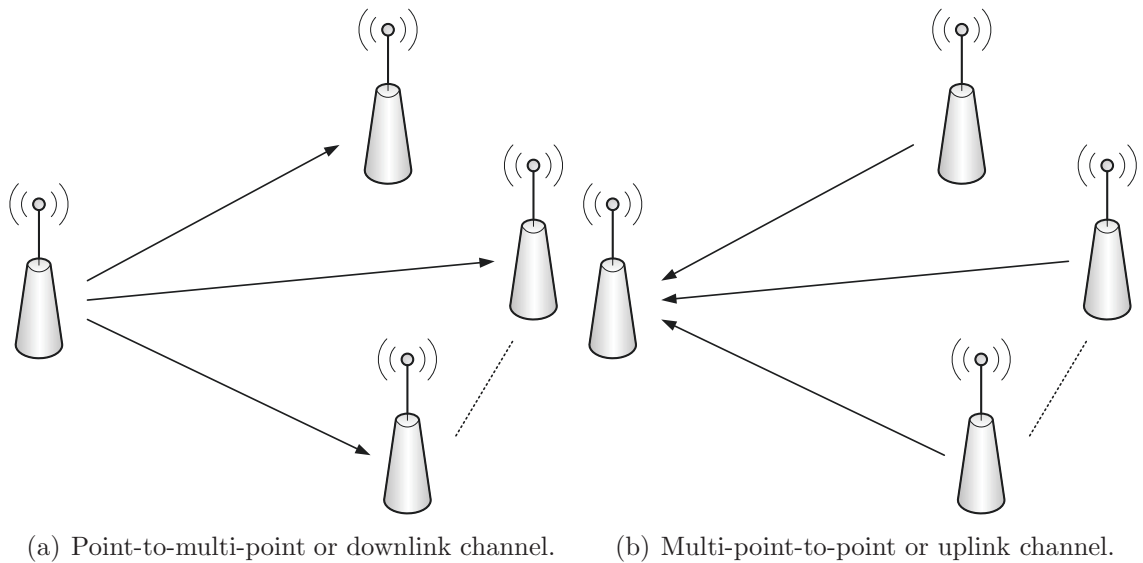 (a) Point-to-multi-point or downlink channel.
(b) Multi-point-to-point or uplink channel.